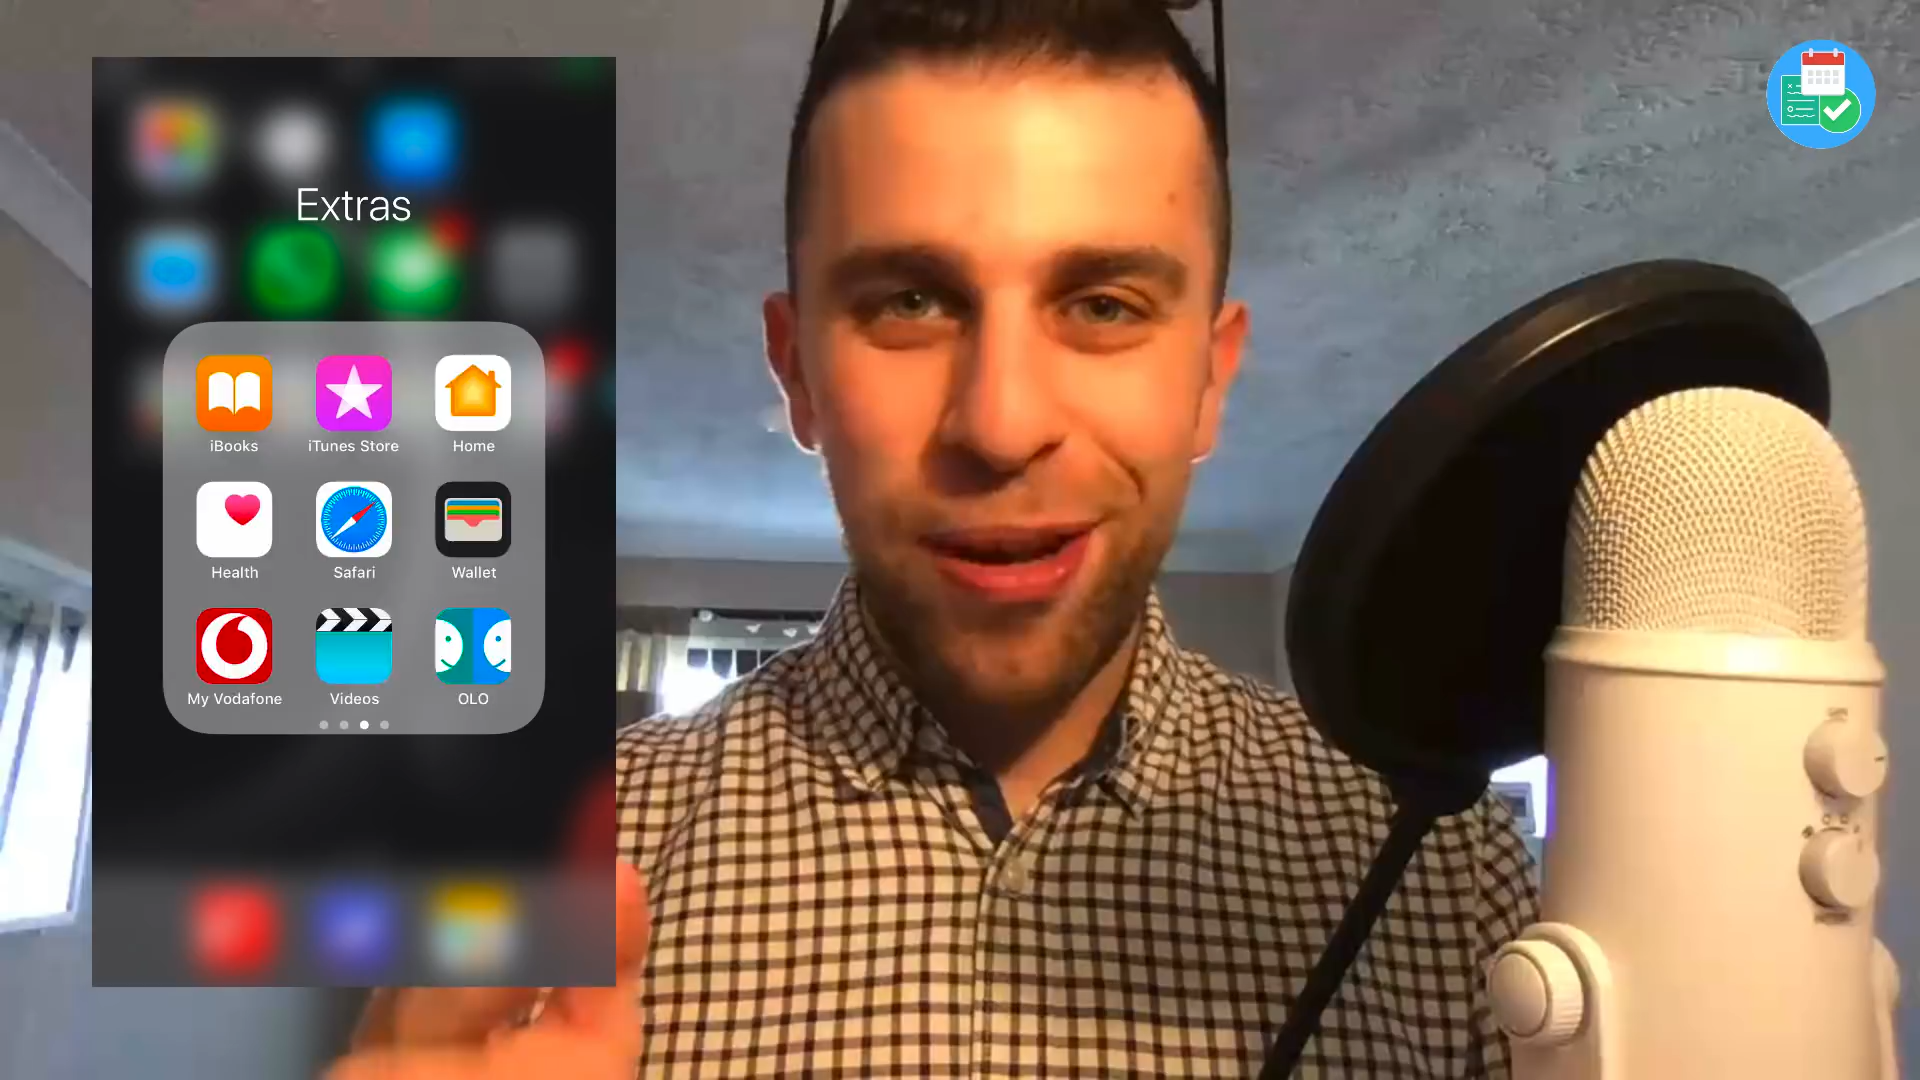 Extras
iBooks
iTunes Store
Home
Health
Safari
Wallet
My Vodafone
Videos
OLO